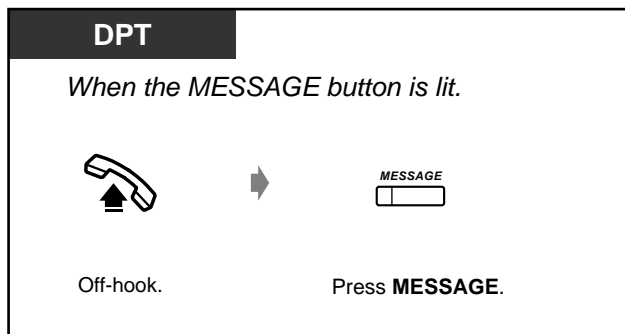 DPT
When the MESSAGE button is lit.
MESSAGE
Off-hook.
Press MESSAGE.